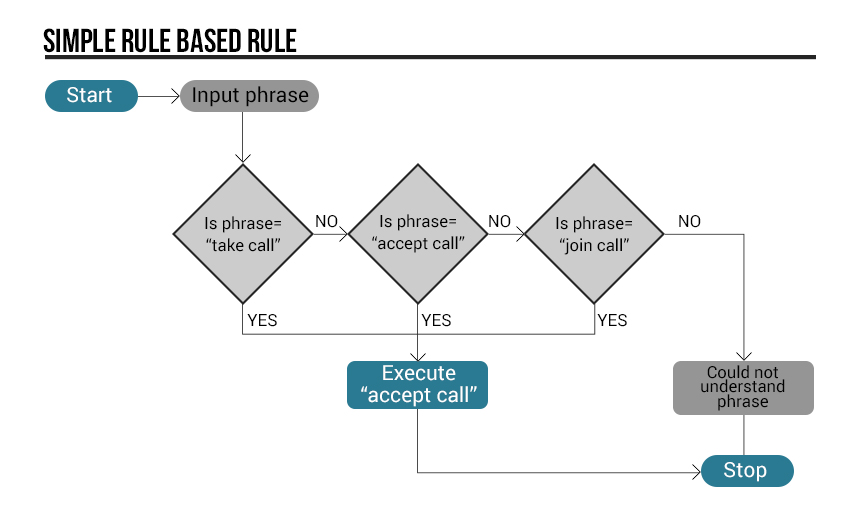 SIMPLE RULE BASED RULE
Start
Input phrase
Is phrase=
“take call”
NO
Is phrase=
“accept call”
NO
Is phrase=
“join call”
NO
YES
YES
YES
Execute
“accept call”
Could not
understand
phrase
Stop